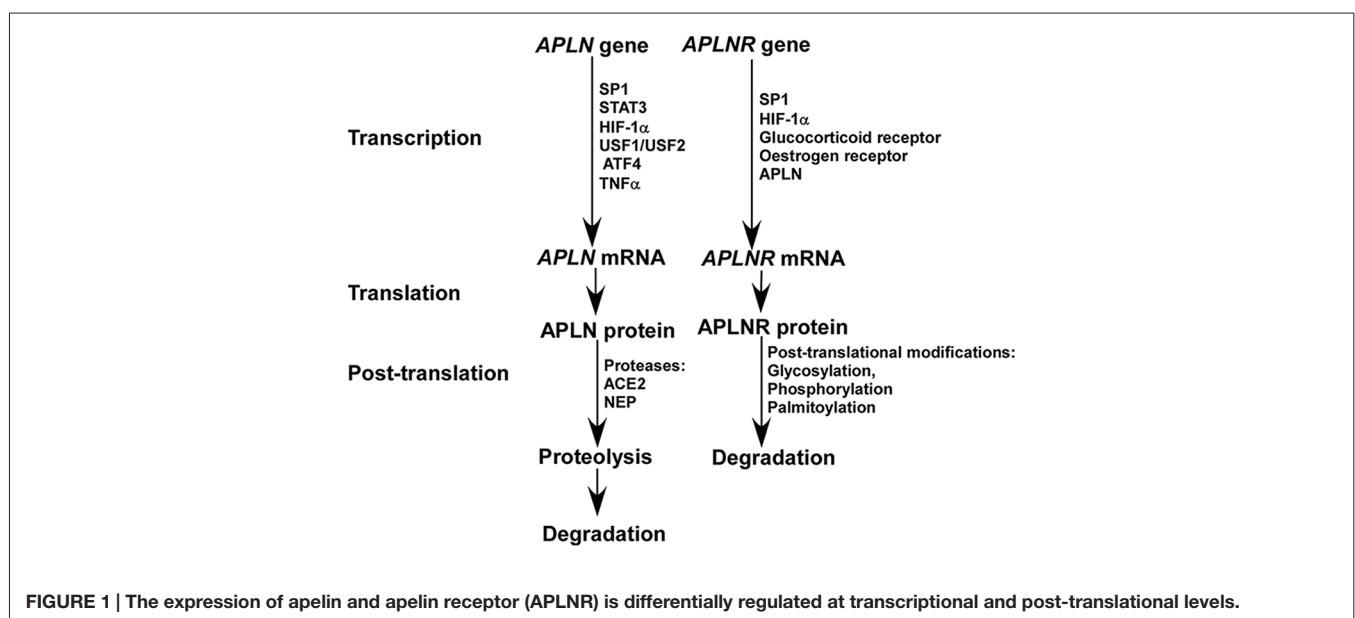 APLN gene
APLNR gene
Transcription
SP1
STAT3
HIF-1α
USF1/USF2
ATF4
TNFα
SP1
HIF-1α
Glucocorticoid receptor
Oestrogen receptor
APLN
APLN mRNA
APLNR mRNA
Translation
APLN protein
APLNR protein
Post-translation
Proteases:
ACE2
NEP
Post-translational modifications:
Glycosylation,
Phosphorylation
Palmitoylation
Proteolysis
Degradation
Degradation
FIGURE 1 | The expression of apelin and apelin receptor (APLNR) is differentially regulated at transcriptional and post-translational levels.